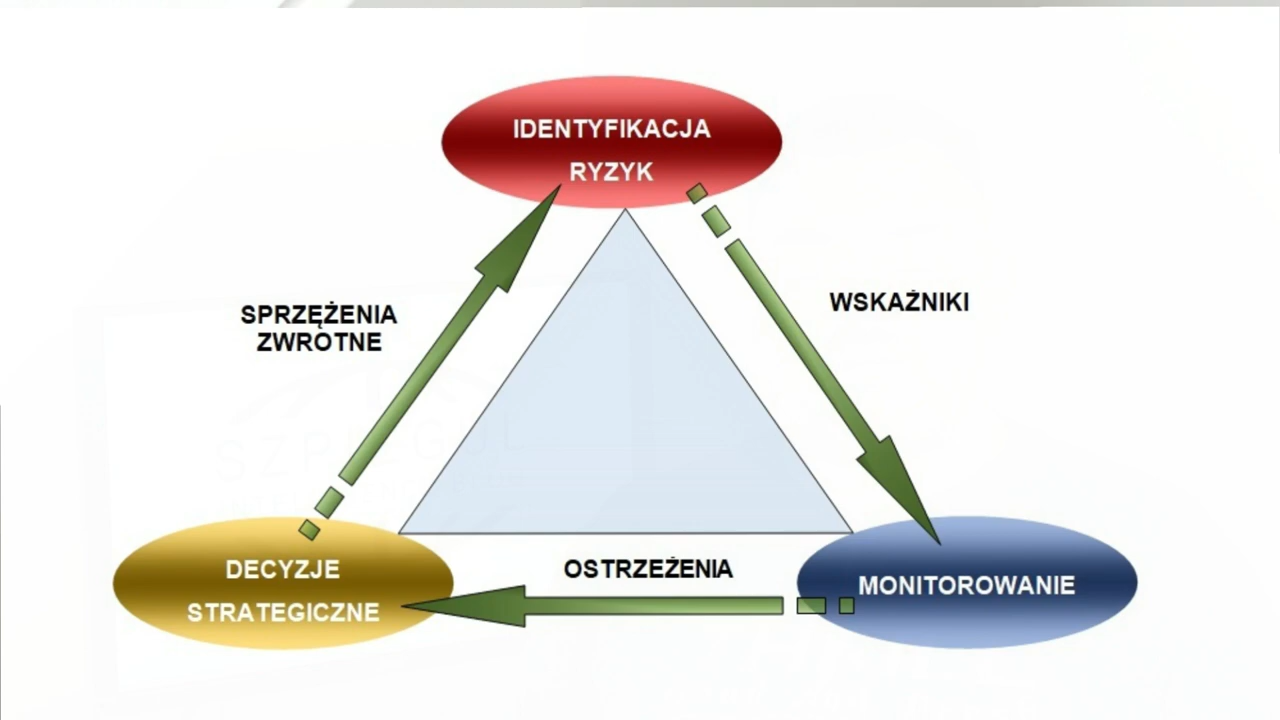 IDENTYFIKACJA
RYZYK
SPRZĘŻENIA
ZWROTNE
WSKAŹNIKI
OSTRZEŻENIA
DECYZJE
STRATEGICZNE
MONITOROWANIE